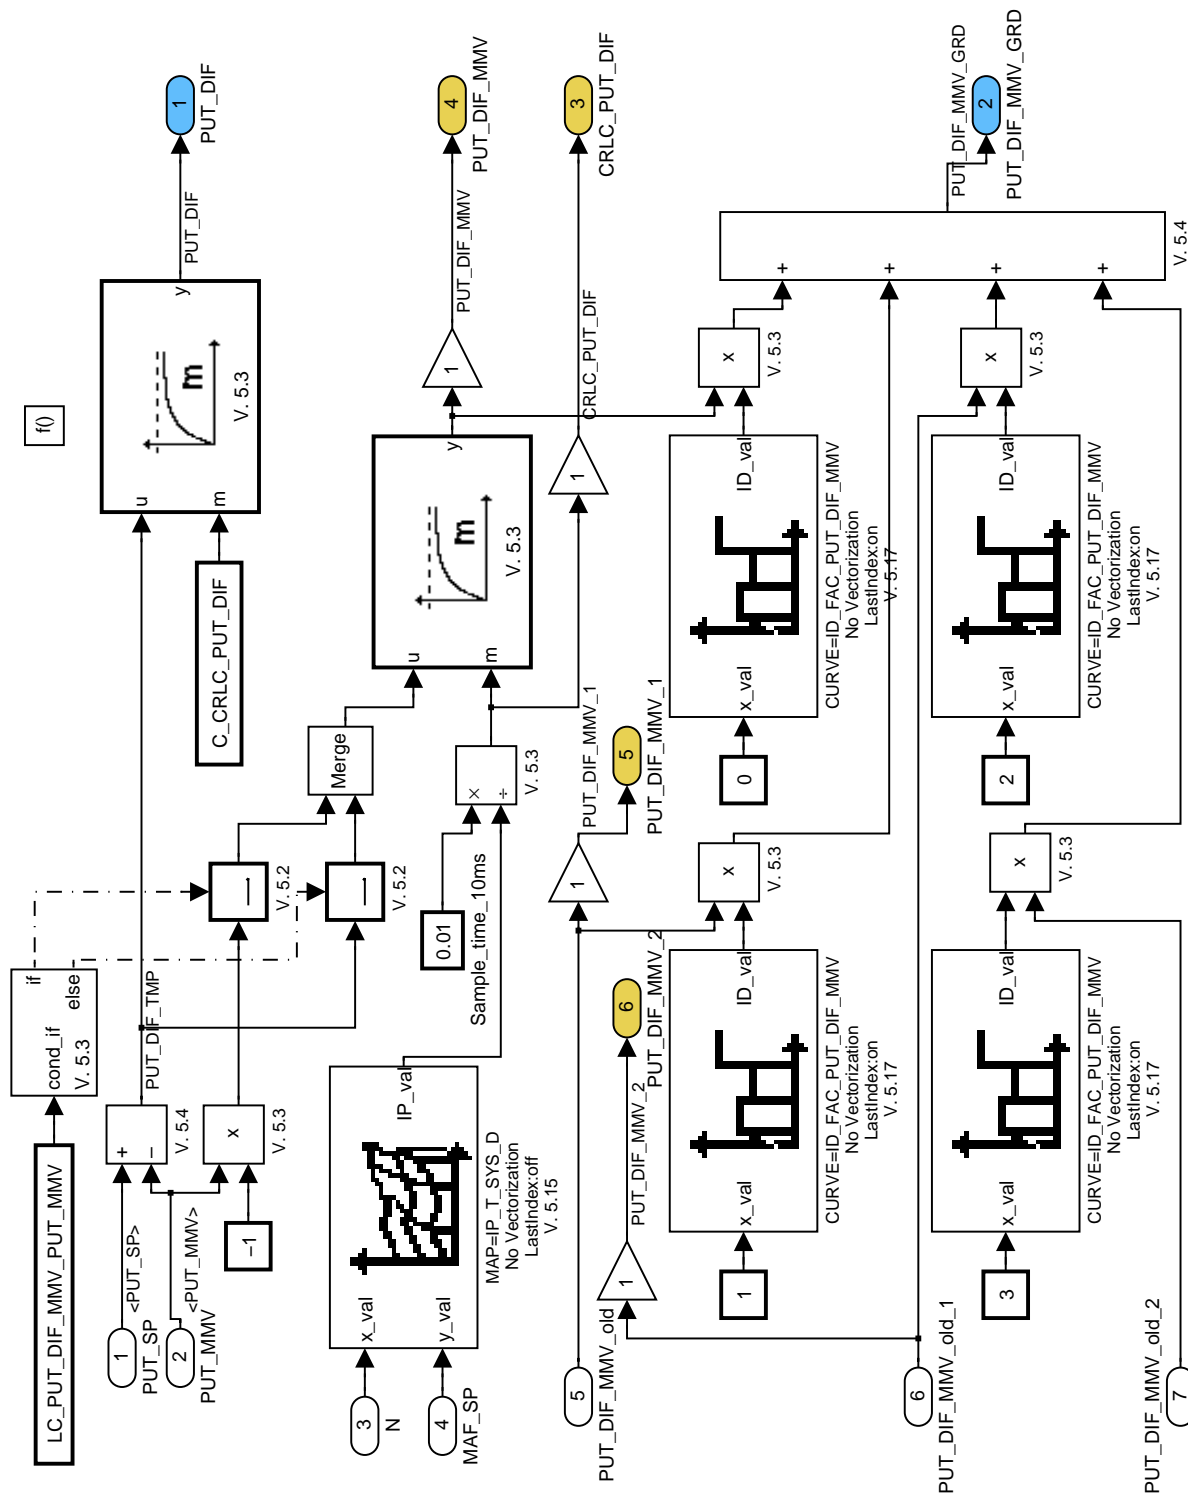 f()
LC_PUT_DIF_MMV_PUT_MMV
cond_if
if
else
V. 5.3
1
PUT_SP
<PUT_SP>
2
PUT_MMV
<PUT_MMV>
+
−
V. 5.4
PUT_DIF_TMP
−1
x
V. 5.3
V. 5.2
V. 5.2
Merge
C_CRLC_PUT_DIF
u
m
y
m
V. 5.3
PUT_DIF
1
PUT_DIF
3
N
4
MAF_SP
x_val
y_val
IP_val
MAP=IP_T_SYS_D
No Vectorization
LastIndex:off
V. 5.15
0.01
Sample_time_10ms
×
÷
V. 5.3
u
m
y
m
V. 5.3
1
PUT_DIF_MMV
4
PUT_DIF_MMV
1
CRLC_PUT_DIF
3
CRLC_PUT_DIF
5
PUT_DIF_MMV_old
1
PUT_DIF_MMV_1
5
PUT_DIF_MMV_1
1
PUT_DIF_MMV_2
6
PUT_DIF_MMV_2
1
x_val
ID_val
CURVE=ID_FAC_PUT_DIF_MMV
No Vectorization
LastIndex:on
V. 5.17
x
V. 5.3
0
x_val
ID_val
CURVE=ID_FAC_PUT_DIF_MMV
No Vectorization
LastIndex:on
V. 5.17
x
V. 5.3
6
PUT_DIF_MMV_old_1
3
x_val
ID_val
CURVE=ID_FAC_PUT_DIF_MMV
No Vectorization
LastIndex:on
V. 5.17
x
V. 5.3
2
x_val
ID_val
CURVE=ID_FAC_PUT_DIF_MMV
No Vectorization
LastIndex:on
V. 5.17
x
V. 5.3
7
PUT_DIF_MMV_old_2
+
+
+
+
V. 5.4
PUT_DIF_MMV_GRD
2
PUT_DIF_MMV_GRD